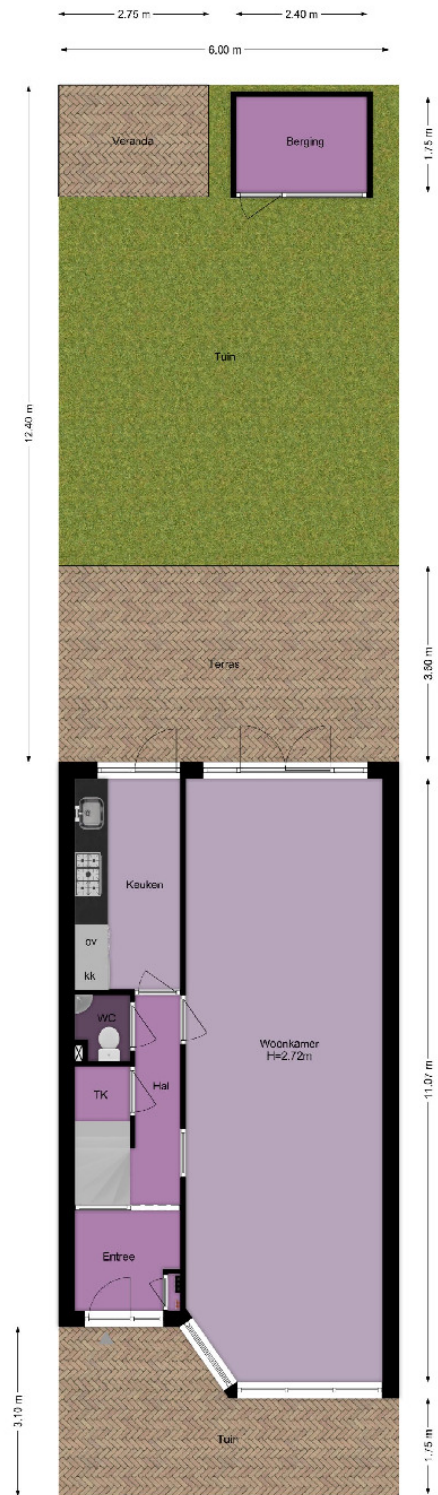 2.75 m
2.40 m
6.00 m
Veranda
Berging
1.75 m
Tuin
12.40 m
Terras
3.60 m
Keuken
ov
kk
WC
Woonkamer
H=2.72m
TK
Hal
11.07 m
Entree
3.10 m
Tuin
1.75 m